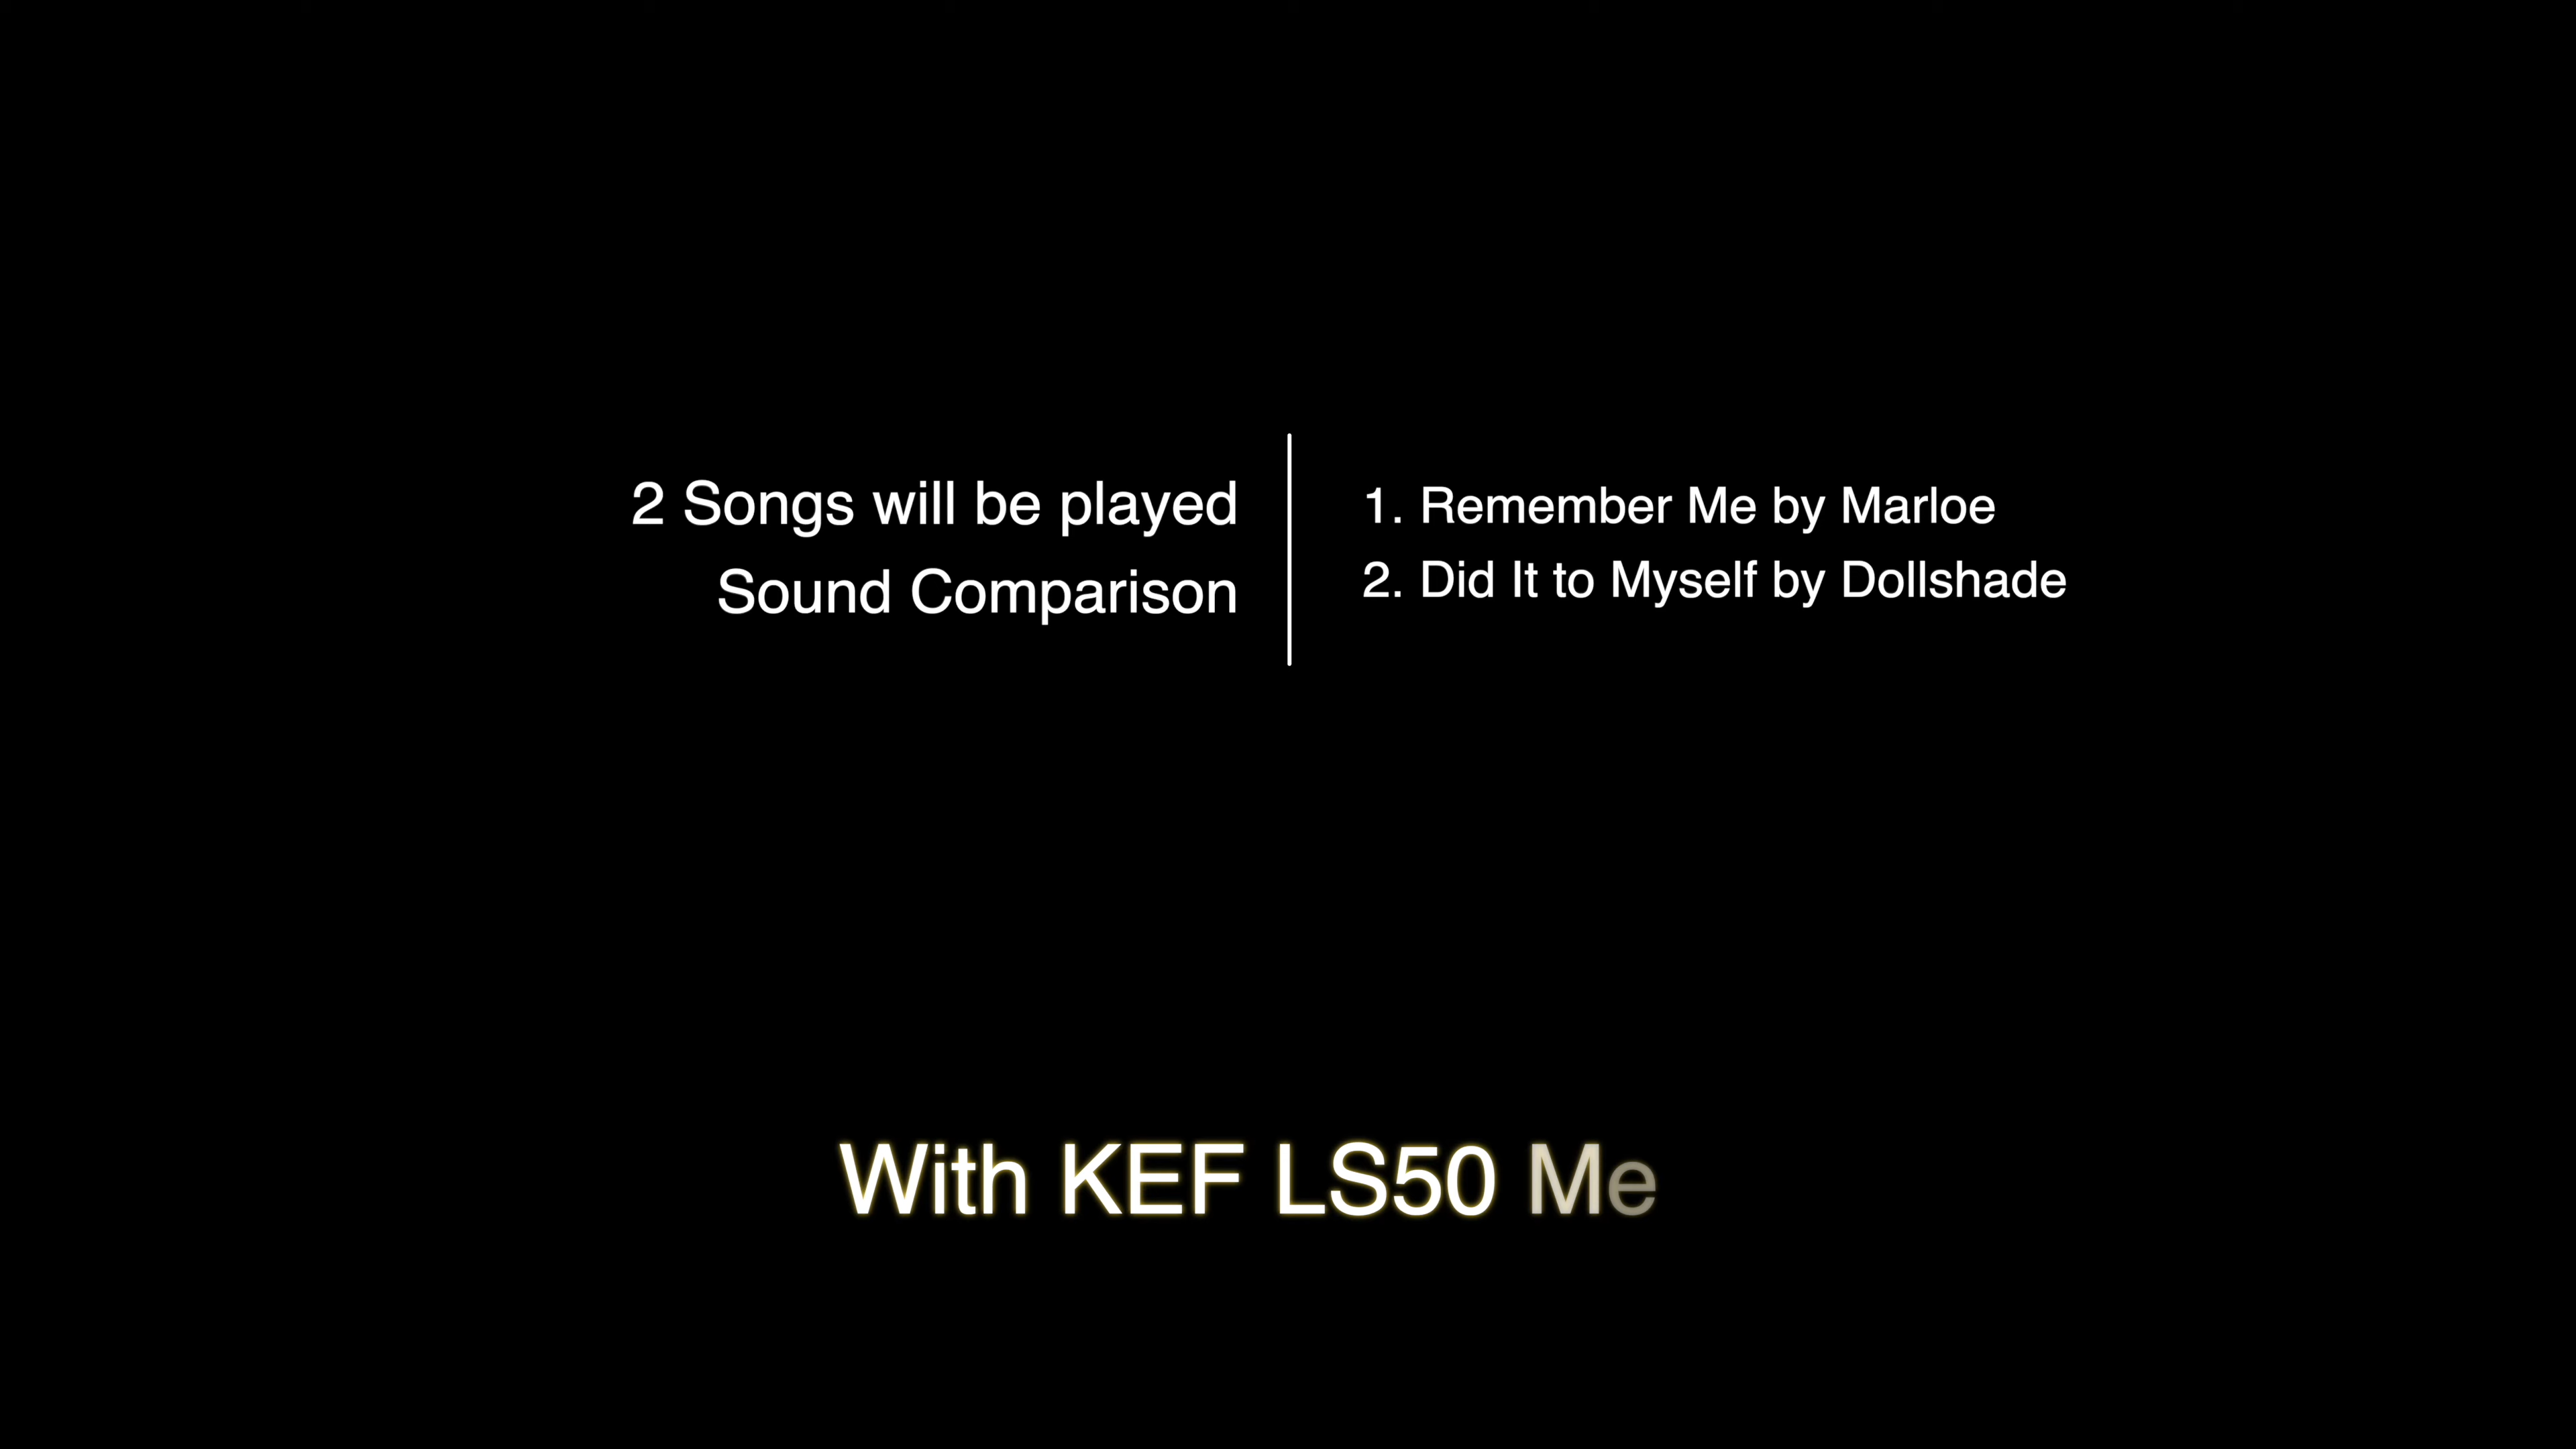 2 Songs will be played
Sound Comparison
1. Remember Me by Marloe
2. Did It to Myself by Dollshade
With KEF LS50 Me